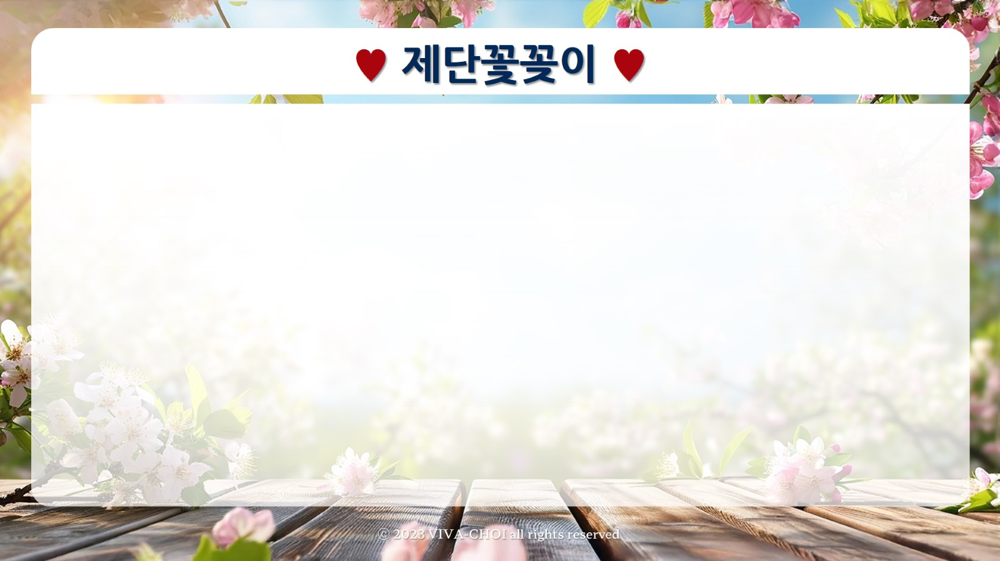 ♥ 제단꽃꽂이 ♥
© 2023 VIVA-CHOI all rights reserved